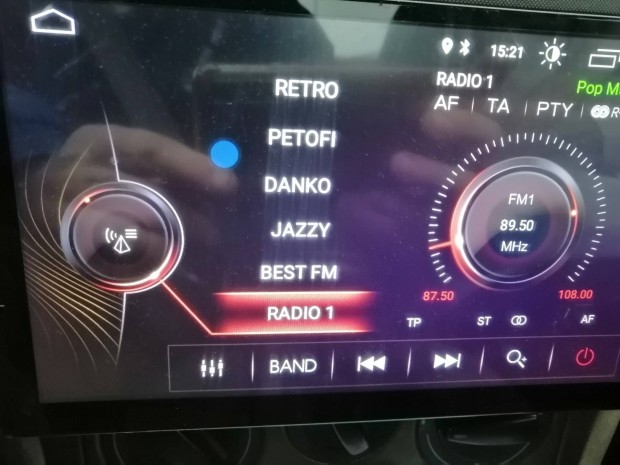 15:21
RETRO
PETOFI
DANKO
JAZZY
BEST FM
RADIO 1
RADIO 1
Pop M
AF TA PTY R
FM1
89.50
MHz
87.50 108.00
TP ST AF
BAND